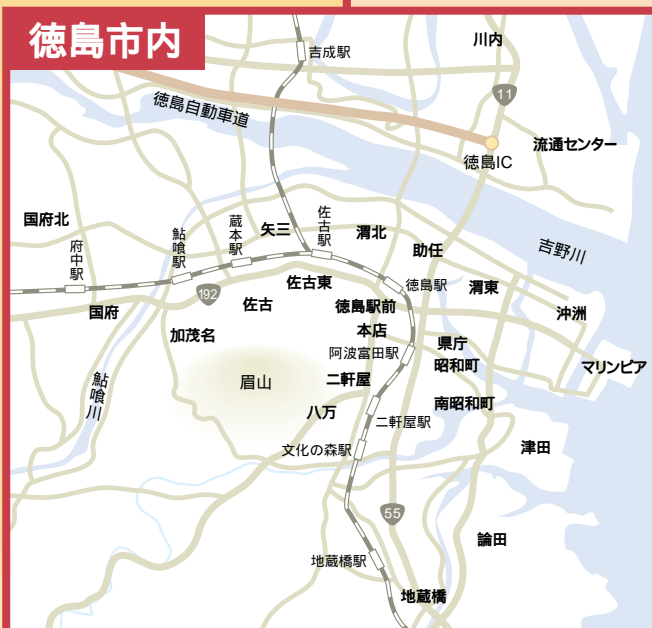 徳島市内
吉成駅
川内
11
徳島自動車道
流通センター
徳島IC
国府北
府中駅
鮎喰駅
蔵本駅
矢三
佐古駅
渭北
助任
吉野川
192
佐古東
徳島駅
渭東
国府
佐古
徳島駅前
沖洲
加茂名
本店
県庁
阿波富田駅
昭和町
マリンピア
鮎喰川
眉山
二軒屋
南昭和町
八万
二軒屋駅
文化の森駅
津田
55
論田
地蔵橋駅
地蔵橋